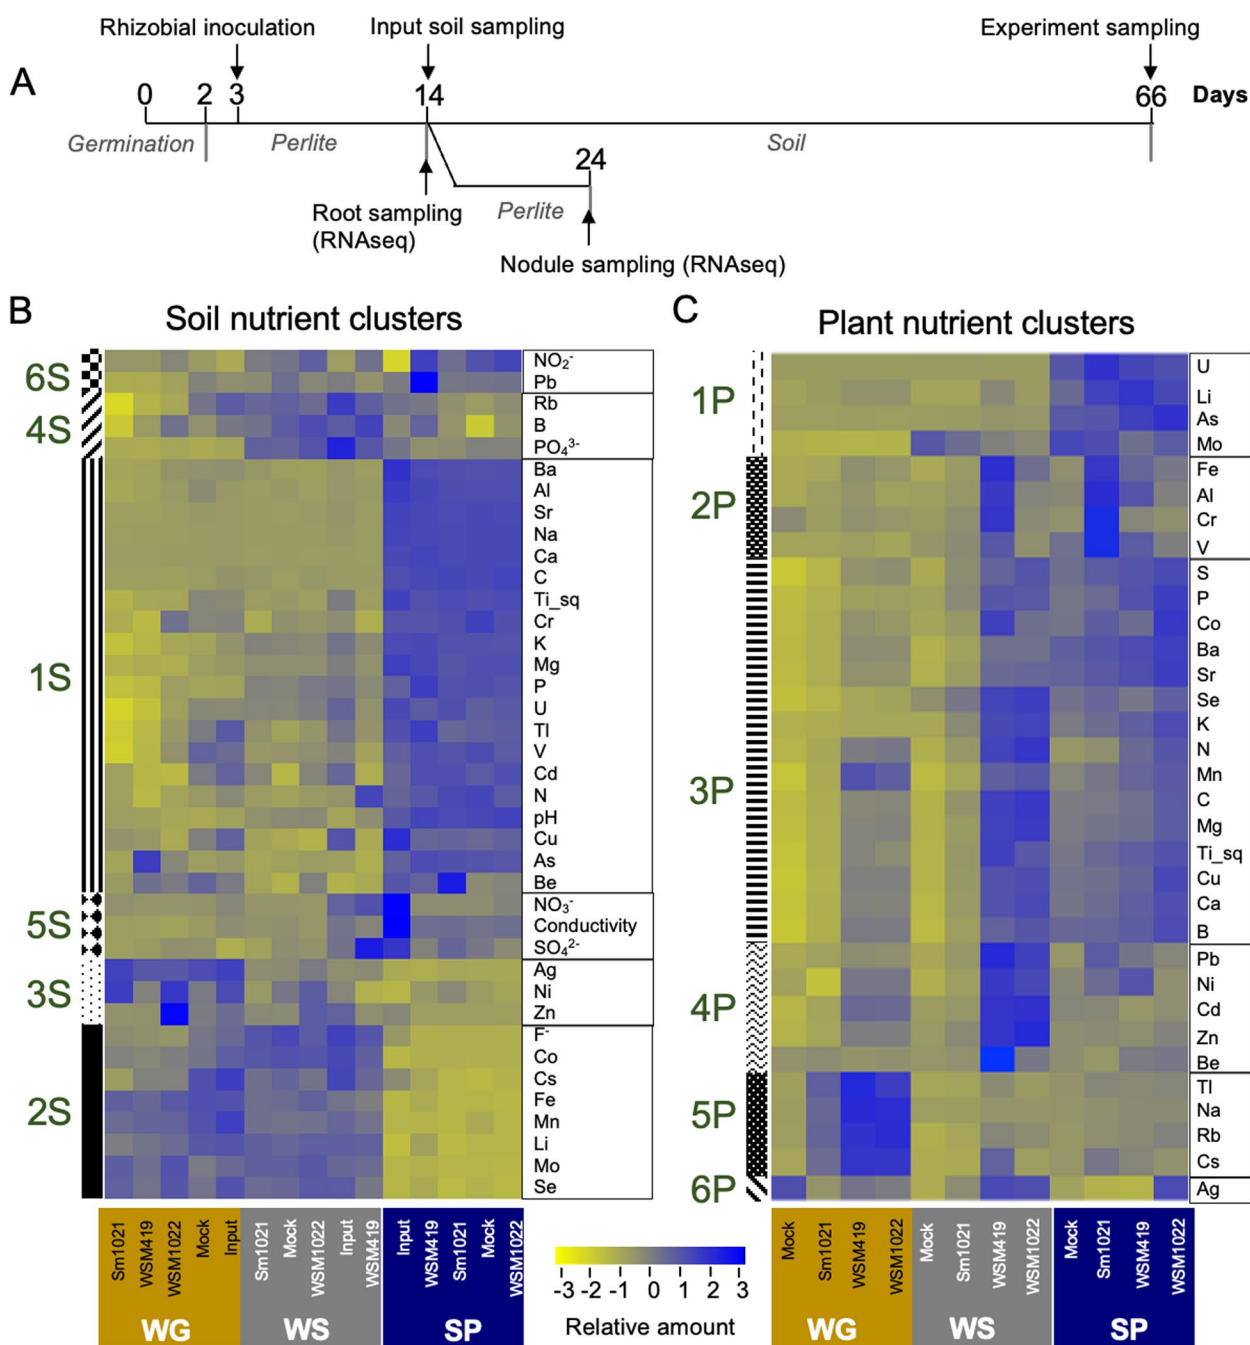 Rhizobial inoculation
Input soil sampling
Experiment sampling
A
0
2
3
14
66
Days
Germination
Perlite
Soil
24
Root sampling
(RNAseq)
Perlite
Nodule sampling (RNAseq)
B
Soil nutrient clusters
6S
4S
1S
5S
3S
2S
NO₂⁻
Pb
Rb
B
PO₄³⁻
Ba
Al
Sr
Na
Ca
C
Ti_sq
Cr
K
Mg
P
U
Tl
V
Cd
N
pH
Cu
As
Be
NO₃⁻
Conductivity
SO₄²⁻
Ag
Ni
Zn
F⁻
Co
Cs
Fe
Mn
Li
Mo
Se
Sm1021
WSM419
WSM1022
Mock
Input
WG
Sm1021
Mock
WSM1022
Input
WSM419
WS
Input
WSM419
Sm1021
Mock
WSM1022
SP
-3 -2 -1 0 1 2 3
Relative amount
C
Plant nutrient clusters
1P
2P
3P
4P
5P
6P
U
Li
As
Mo
Fe
Al
Cr
V
S
P
Co
Ba
Sr
Se
K
N
Mn
C
Mg
Ti_sq
Cu
Ca
B
Pb
Ni
Cd
Zn
Be
Tl
Na
Rb
Cs
Ag
Mock
Sm1021
WSM419
WSM1022
WG
Mock
Sm1021
WSM419
WSM1022
WS
Mock
Sm1021
WSM419
WSM1022
SP